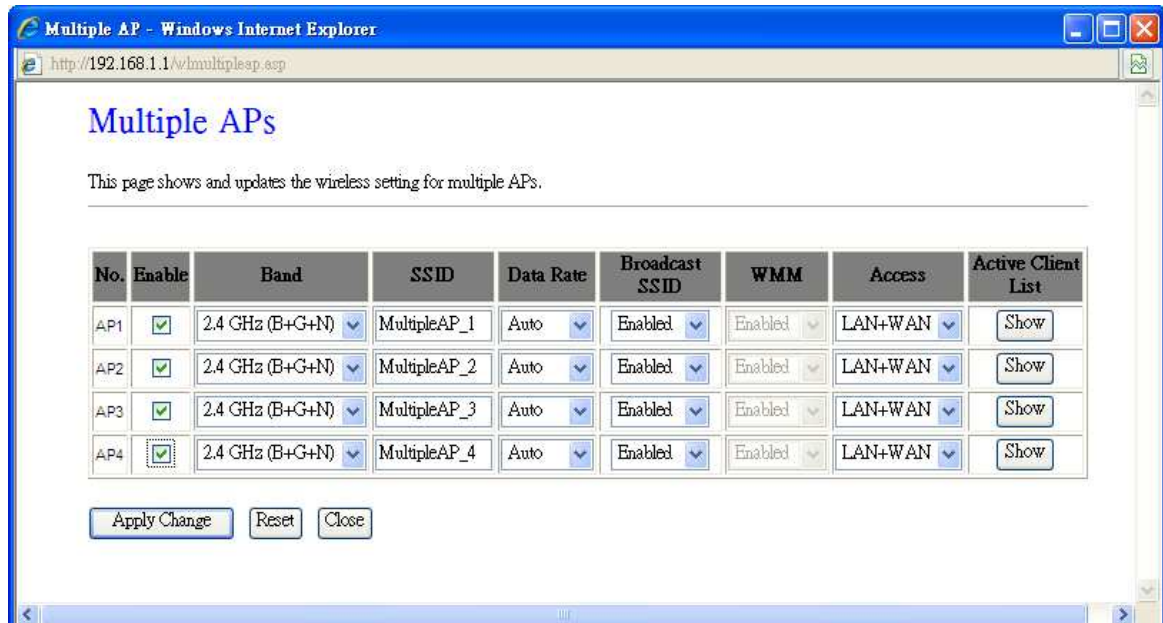 Multiple AP - Windows Internet Explorer
http://192.168.1.1/wlmultipleap.asp
Multiple APs
This page shows and updates the wireless setting for multiple APs.
No. Enable Band SSID Data Rate Broadcast SSID WMM Access Active Client List
AP1 2.4 GHz (B+G+N) MultipleAP_1 Auto Enabled Enabled LAN+WAN Show
AP2 2.4 GHz (B+G+N) MultipleAP_2 Auto Enabled Enabled LAN+WAN Show
AP3 2.4 GHz (B+G+N) MultipleAP_3 Auto Enabled Enabled LAN+WAN Show
AP4 2.4 GHz (B+G+N) MultipleAP_4 Auto Enabled Enabled LAN+WAN Show
Apply Change Reset Close